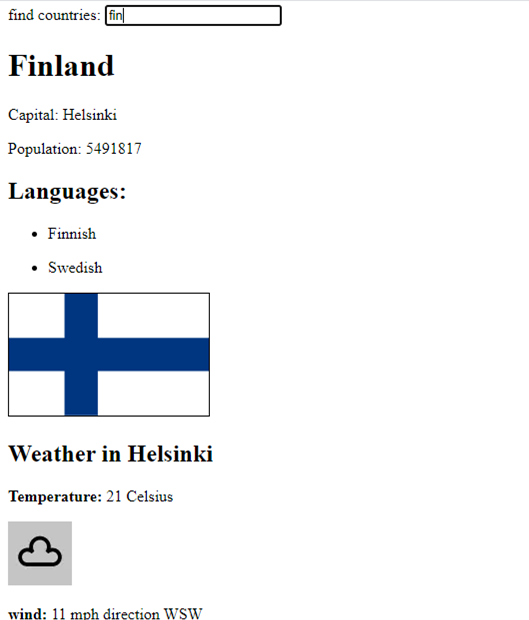 find countries: fin
Finland
Capital: Helsinki
Population: 5491817
Languages:
Finnish
Swedish
Weather in Helsinki
Temperature: 21 Celsius
wind: 11 mph direction WSW